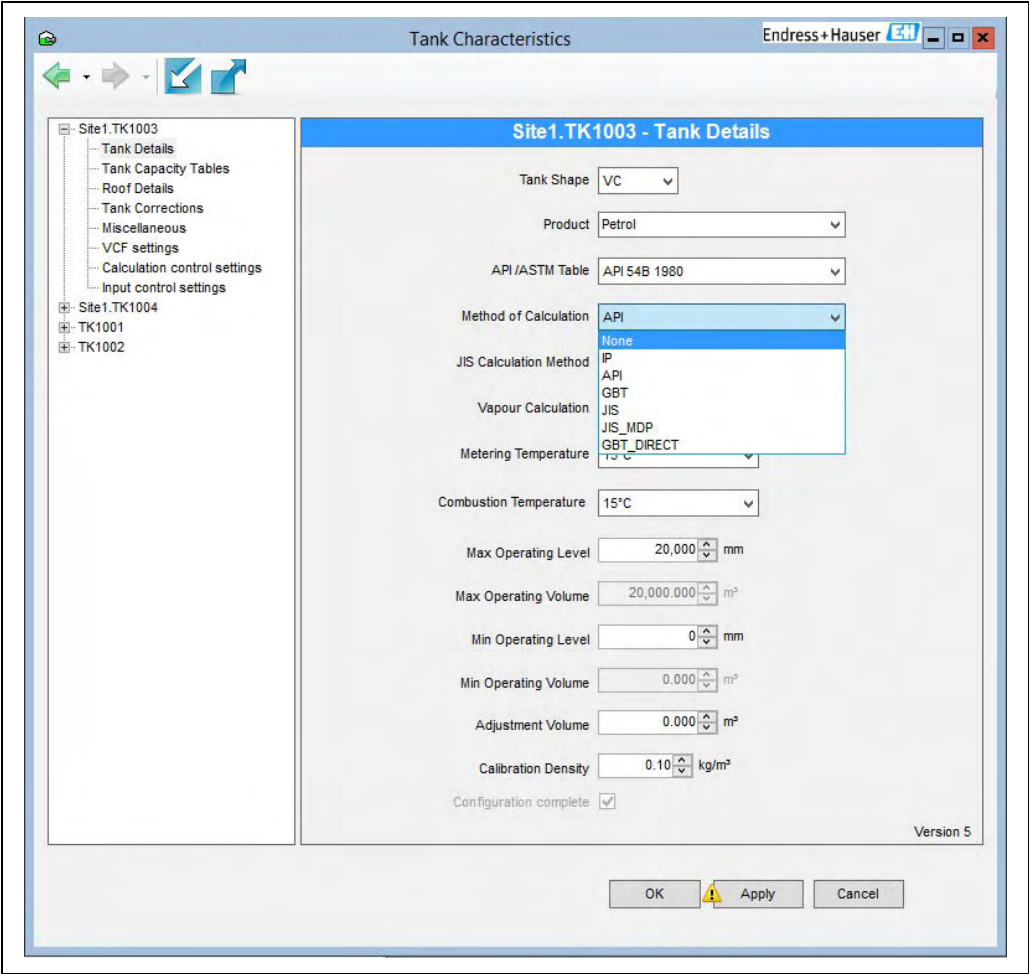 Tank Characteristics
Endress+Hauser EH
Site1.TK1003
Tank Details
Tank Capacity Tables
Roof Details
Tank Corrections
Miscellaneous
VCF settings
Calculation control settings
Input control settings
Site1.TK1004
TK1001
TK1002
Site1.TK1003 - Tank Details
Tank Shape VC
Product Petrol
API /ASTM Table API 54B 1980
Method of Calculation API
None
IP
API
GBT
JIS
JIS_MDP
GBT_DIRECT
JIS Calculation Method
Vapour Calculation
Metering Temperature 15°C
Combustion Temperature 15°C
Max Operating Level 20,000 mm
Max Operating Volume 20,000.000 m³
Min Operating Level 0 mm
Min Operating Volume 0.000 m³
Adjustment Volume 0.000 m³
Calibration Density 0.10 kg/m³
Configuration complete
Version 5
OK Apply Cancel